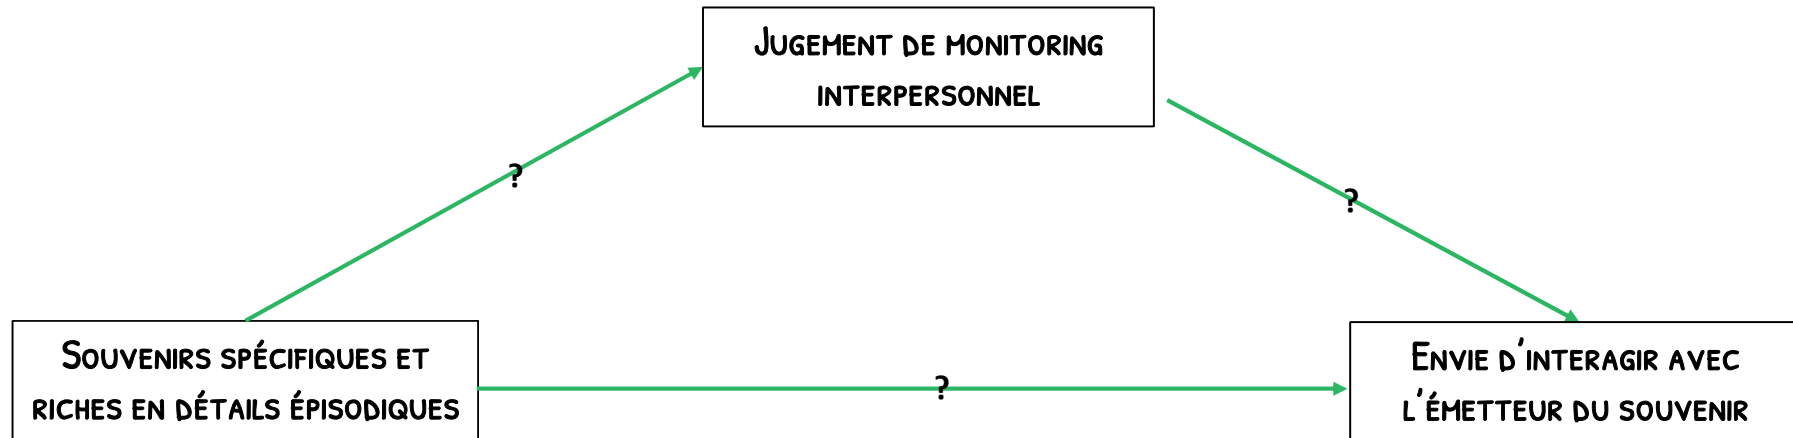 Jugement de monitoring
interpersonnel
?
?
Souvenirs spécifiques et
riches en détails épisodiques
?
Envie d'interagir avec
l'émetteur du souvenir